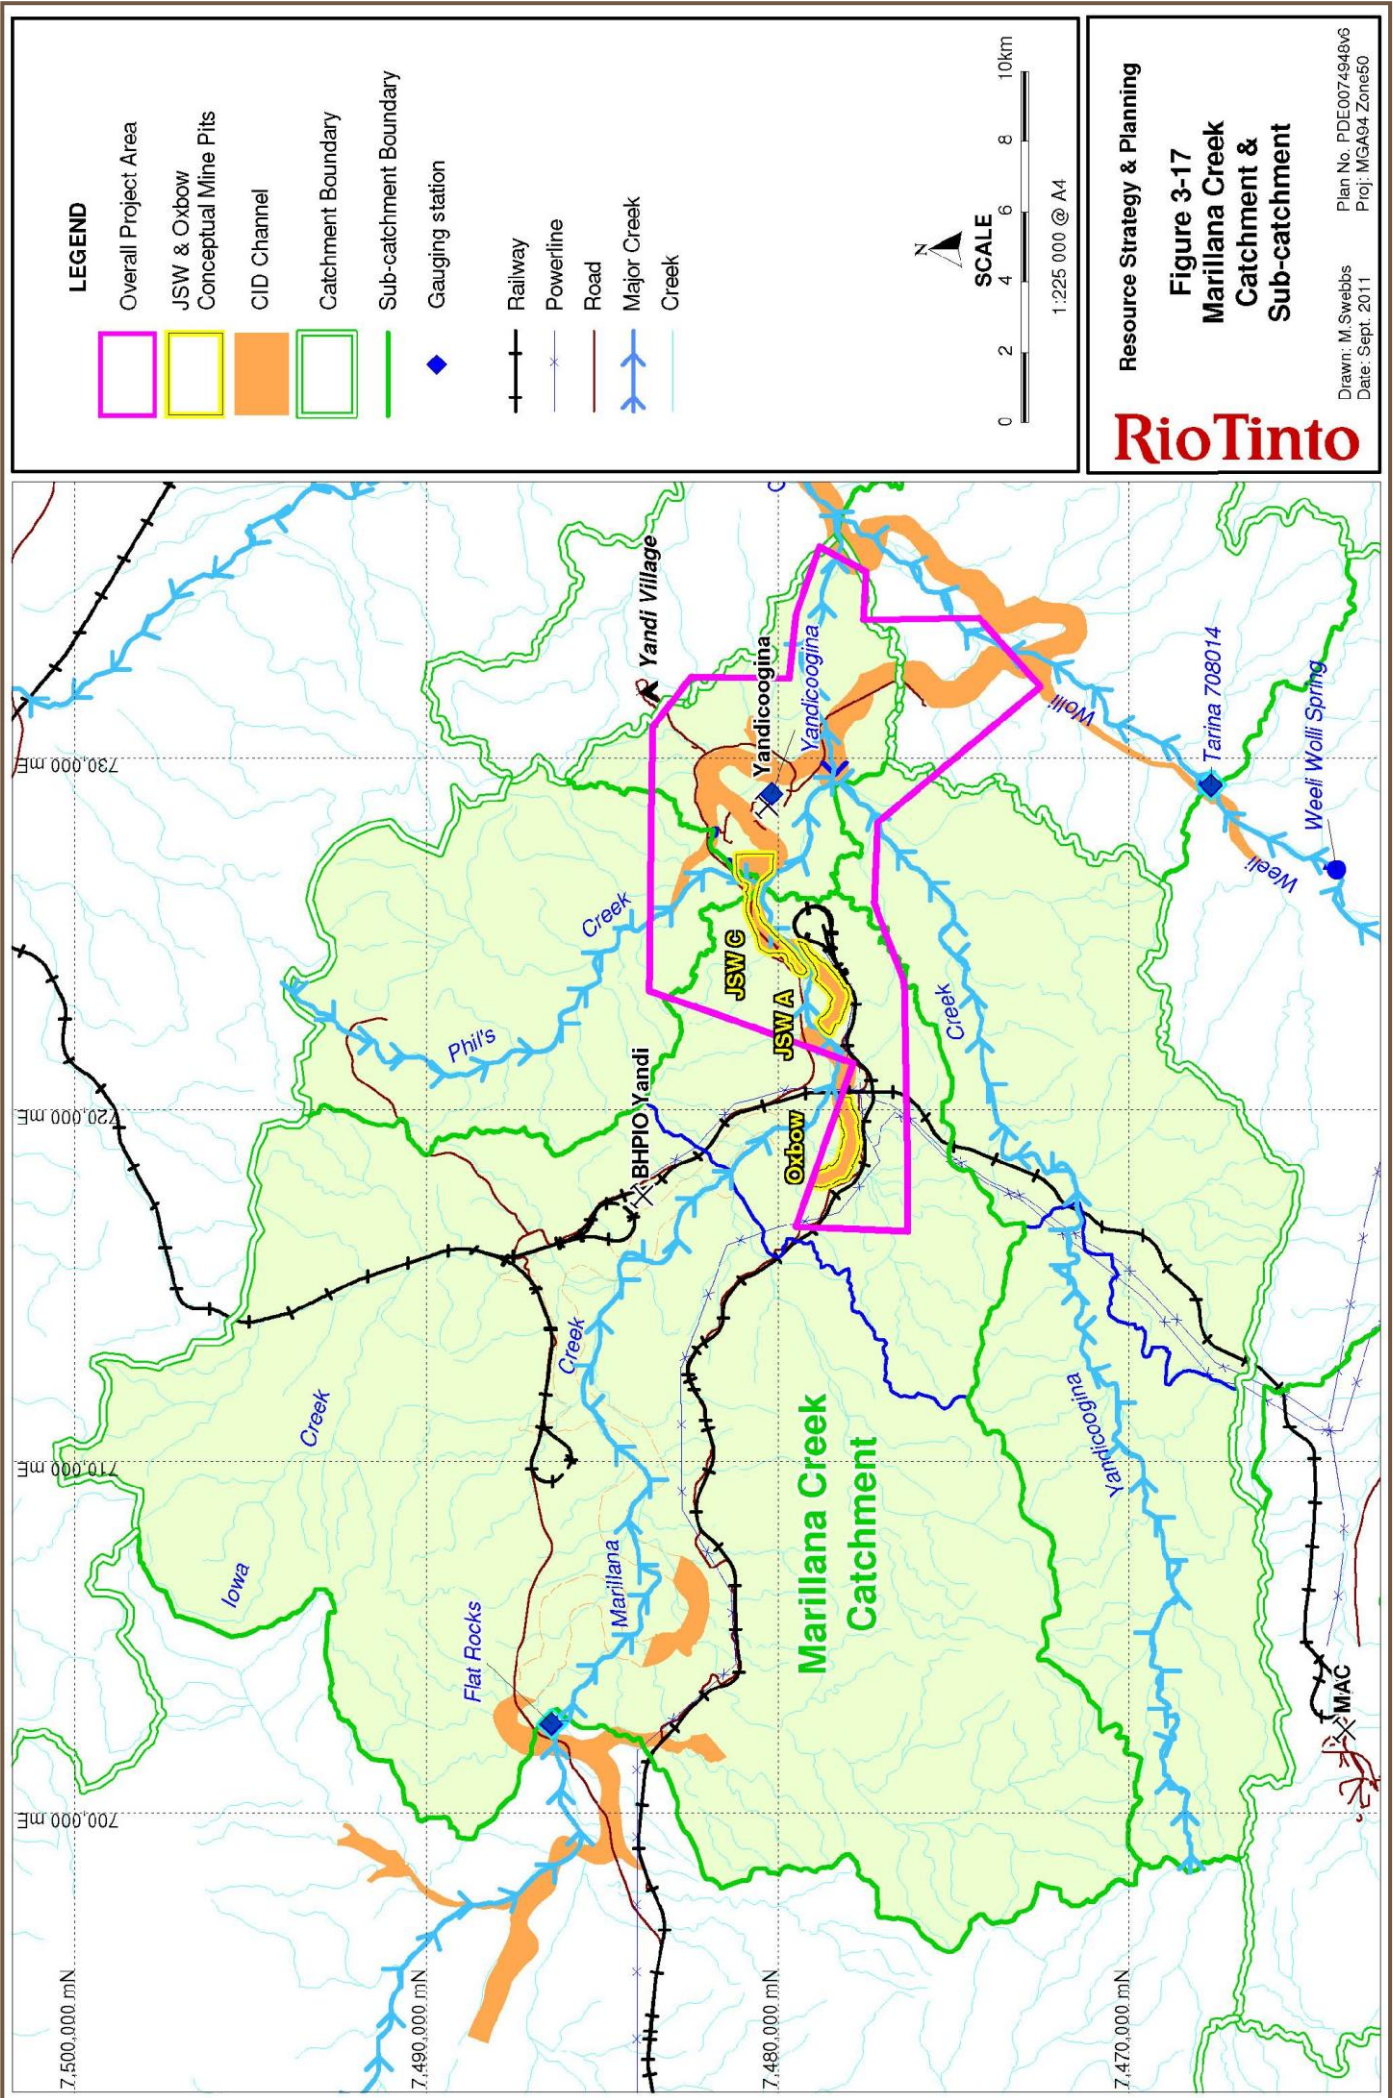 7,500,000 mN
7,490,000 mN
7,480,000 mN
7,470,000 mN
700,000 mE
710,000 mE
720,000 mE
730,000 mE
Iowa
Creek
Flat Rocks
Marillana
Creek
BHPIO Yandi
Phil's
Creek
Yandi Village
Yandicoogina
Yandicoogina
JSW C
JSW A
Oxbow
C
Creek
Marillana Creek
Catchment
Yandicoogina
MAC
Weeli
Wolli
Tarina 708014
Weeli Wolli Spring
LEGEND
Overall Project Area
JSW & Oxbow
Conceptual Mine Pits
CID Channel
Catchment Boundary
Sub-catchment Boundary
Gauging station
Railway
Powerline
Road
Major Creek
Creek
N
SCALE
0 2 4 6 8 10km
1:225 000 @ A4
RioTinto
Resource Strategy & Planning
Figure 3-17
Marillana Creek
Catchment &
Sub-catchment
Drawn: M.Swebbs
Plan No. PDE0074948v6
Date: Sept. 2011
Proj: MGA94 Zone50